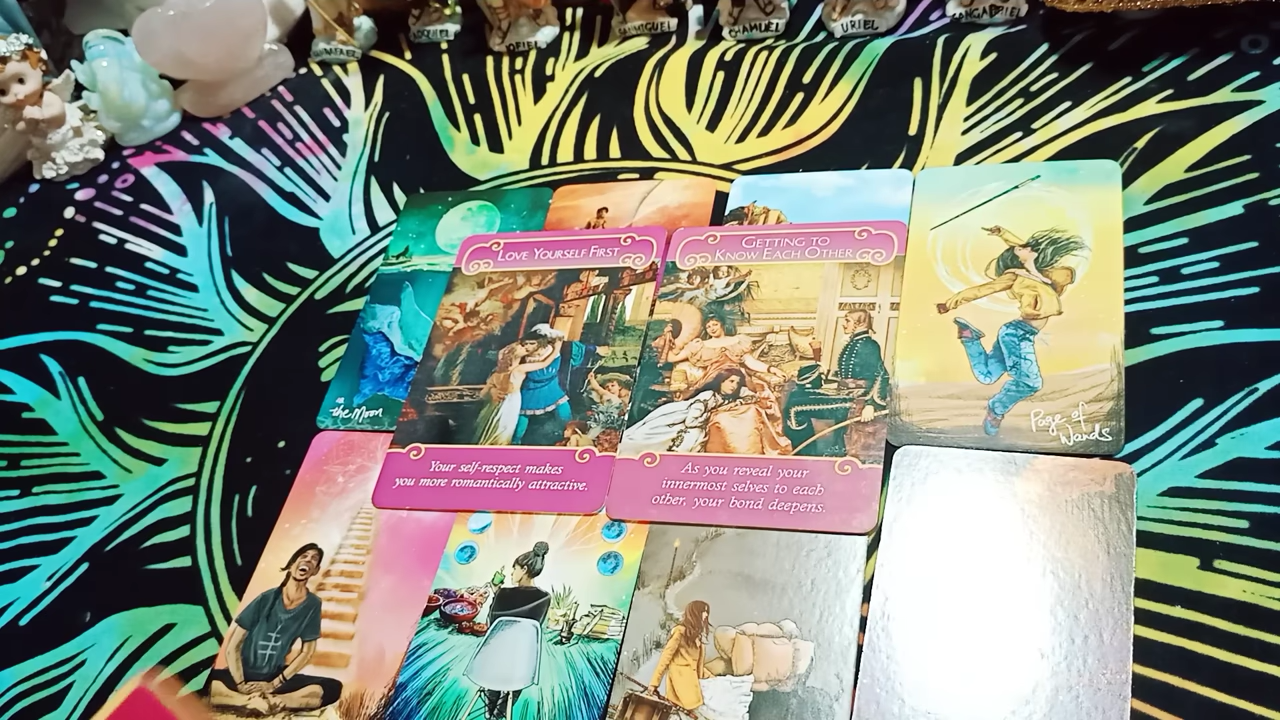 CHAMUEL
URIEL
LOVE YOURSELF FIRST
GETTING TO
KNOW EACH OTHER
the Moon
Page of
Wands
Your self-respect makes
you more romantically attractive.
As you reveal your
innermost selves to each
other, your bond deepens.